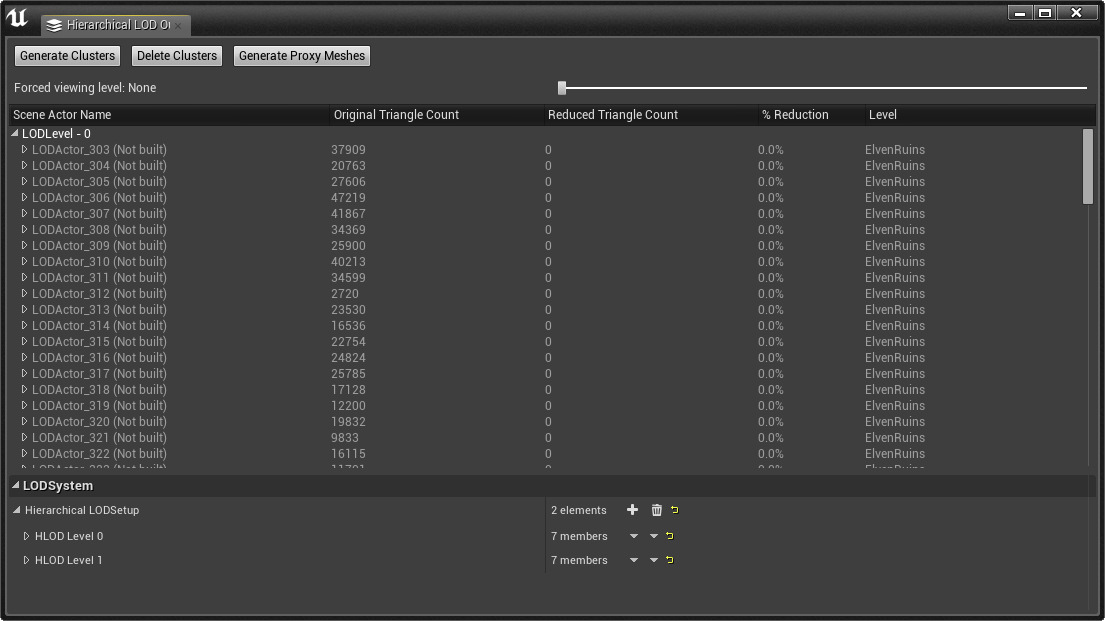 Hierarchical LOD Ou
Generate Clusters Delete Clusters Generate Proxy Meshes
Forced viewing level: None
Scene Actor Name Original Triangle Count Reduced Triangle Count % Reduction Level
LODLevel - 0
LODActor_303 (Not built) 37909 0 0.0% ElvenRuins
LODActor_304 (Not built) 20763 0 0.0% ElvenRuins
LODActor_305 (Not built) 27606 0 0.0% ElvenRuins
LODActor_306 (Not built) 47219 0 0.0% ElvenRuins
LODActor_307 (Not built) 41867 0 0.0% ElvenRuins
LODActor_308 (Not built) 34369 0 0.0% ElvenRuins
LODActor_309 (Not built) 25900 0 0.0% ElvenRuins
LODActor_310 (Not built) 40213 0 0.0% ElvenRuins
LODActor_311 (Not built) 34599 0 0.0% ElvenRuins
LODActor_312 (Not built) 2720 0 0.0% ElvenRuins
LODActor_313 (Not built) 23530 0 0.0% ElvenRuins
LODActor_314 (Not built) 16536 0 0.0% ElvenRuins
LODActor_315 (Not built) 22754 0 0.0% ElvenRuins
LODActor_316 (Not built) 24824 0 0.0% ElvenRuins
LODActor_317 (Not built) 25785 0 0.0% ElvenRuins
LODActor_318 (Not built) 17128 0 0.0% ElvenRuins
LODActor_319 (Not built) 12200 0 0.0% ElvenRuins
LODActor_320 (Not built) 19832 0 0.0% ElvenRuins
LODActor_321 (Not built) 9833 0 0.0% ElvenRuins
LODActor_322 (Not built) 16115 0 0.0% ElvenRuins
LODSystem
Hierarchical LODSetup 2 elements
HLOD Level 0 7 members
HLOD Level 1 7 members